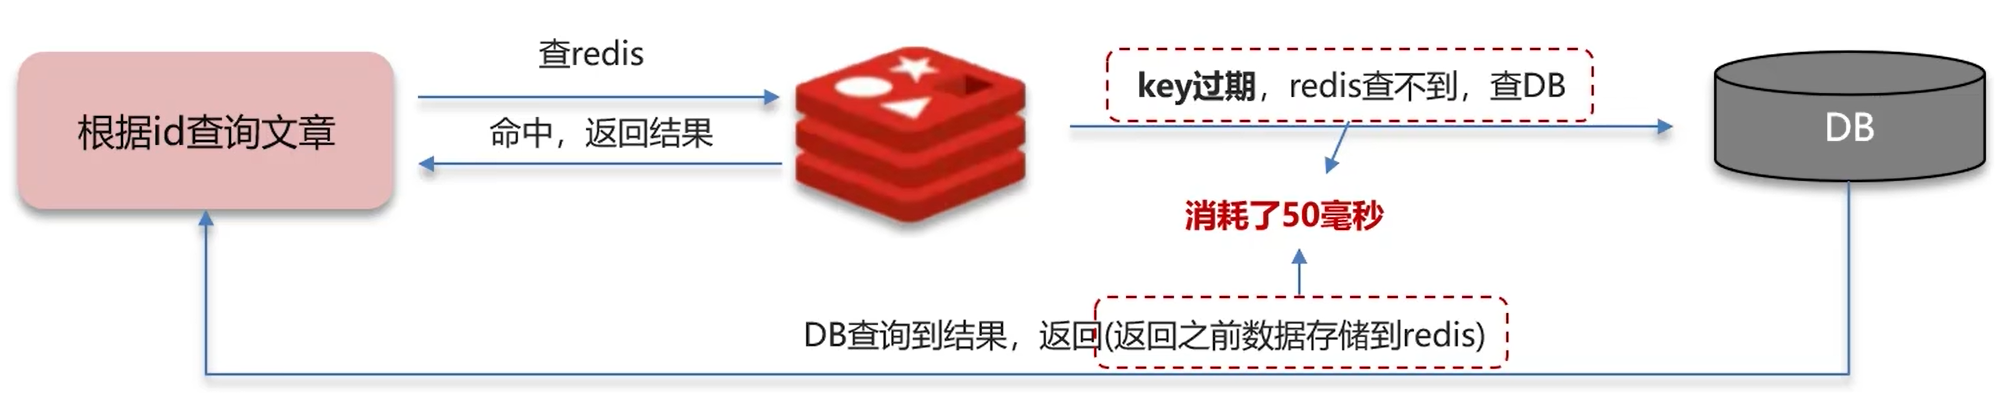 查redis
key过期，redis查不到，查DB
根据id查询文章
命中，返回结果
DB
消耗了50毫秒
DB查询到结果，返回(返回之前数据存储到redis)